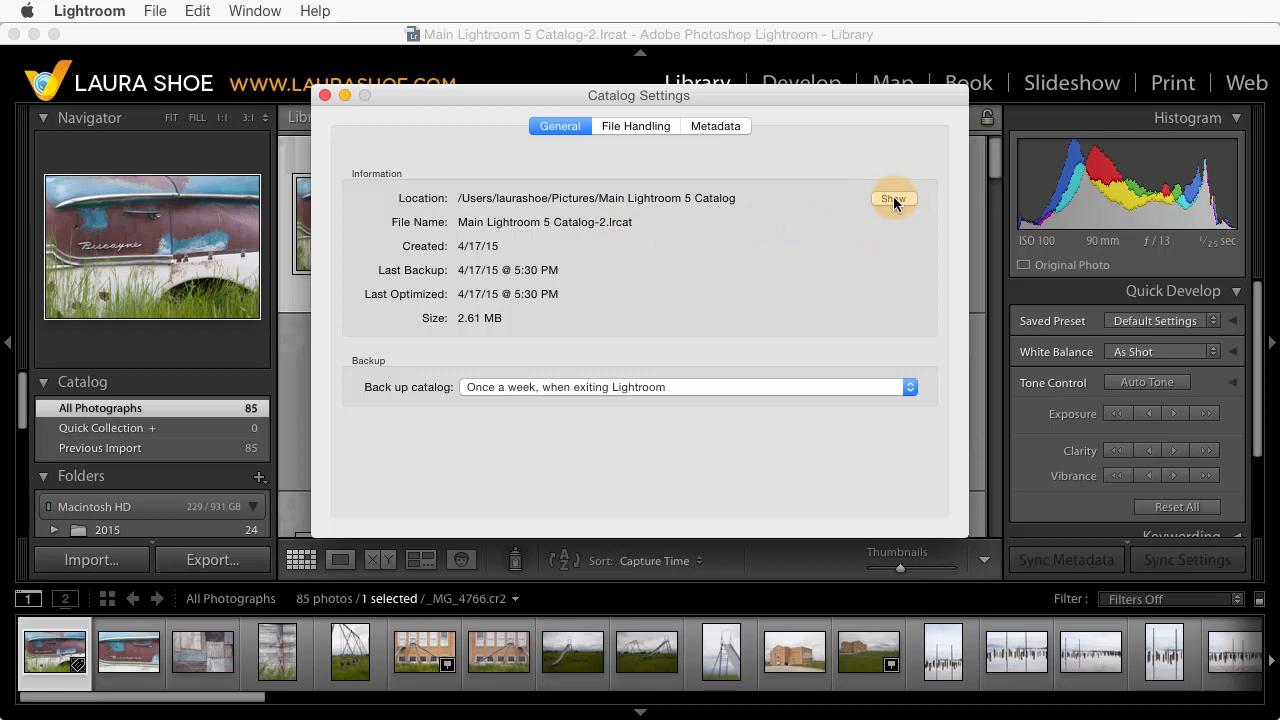 Lightroom File Edit Window Help
Main Lightroom 5 Catalog-2.lrcat - Adobe Photoshop Lightroom - Library
LAURA SHOE WWW.LAURASHOE.COM
Library Develop Map Book Slideshow Print Web
Catalog Settings
General File Handling Metadata
Information
Location: /Users/laurashoe/Pictures/Main Lightroom 5 Catalog Show
File Name: Main Lightroom 5 Catalog-2.lrcat
Created: 4/17/15
Last Backup: 4/17/15 @ 5:30 PM
Last Optimized: 4/17/15 @ 5:30 PM
Size: 2.61 MB
Backup
Back up catalog: Once a week, when exiting Lightroom
Navigator FIT FILL 1:1 3:1
Biscayne
Catalog
All Photographs 85
Quick Collection + 0
Previous Import 85
Folders +
Macintosh HD 229 / 931 GB
2015 24
Import... Export...
Histogram
ISO 100 90 mm ƒ / 13 1/25 sec
Original Photo
Quick Develop
Saved Preset Default Settings
White Balance As Shot
Tone Control Auto Tone
Exposure
Clarity
Vibrance
Reset All
Keywording
Sync Metadata Sync Settings
XY AZ Sort: Capture Time Thumbnails
1 2 All Photographs 85 photos / 1 selected / _MG_4766.cr2 Filter : Filters Off